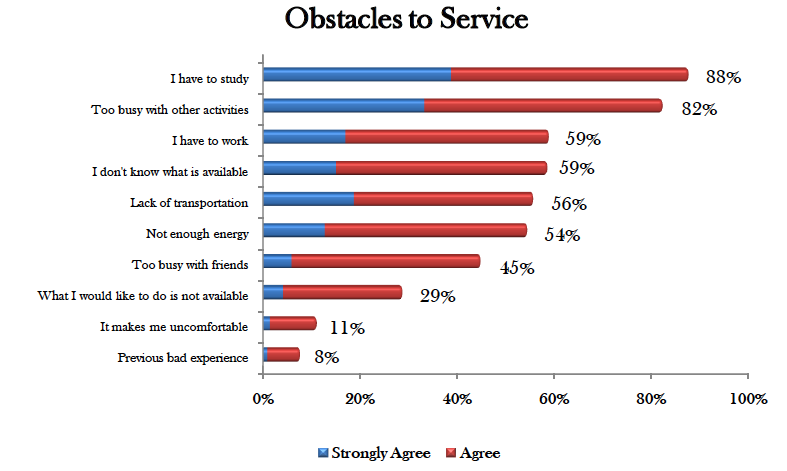 Obstacles to Service
I have to study
88%
Too busy with other activities
82%
I have to work
59%
I don't know what is available
59%
Lack of transportation
56%
Not enough energy
54%
Too busy with friends
45%
What I would like to do is not available
29%
It makes me uncomfortable
11%
Previous bad experience
8%
0% 20% 40% 60% 80% 100%
Strongly Agree Agree